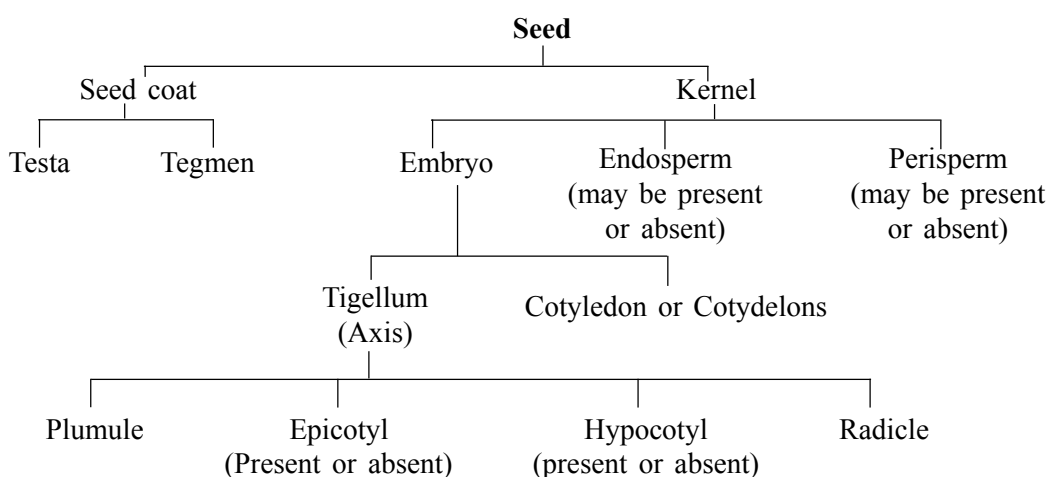 Seed
Seed coat
Kernel
Testa
Tegmen
Embryo
Endosperm
(may be present
or absent)
Perisperm
(may be present
or absent)
Tigellum
(Axis)
Cotyledon or Cotydelons
Plumule
Epicotyl
(Present or absent)
Hypocotyl
(present or absent)
Radicle